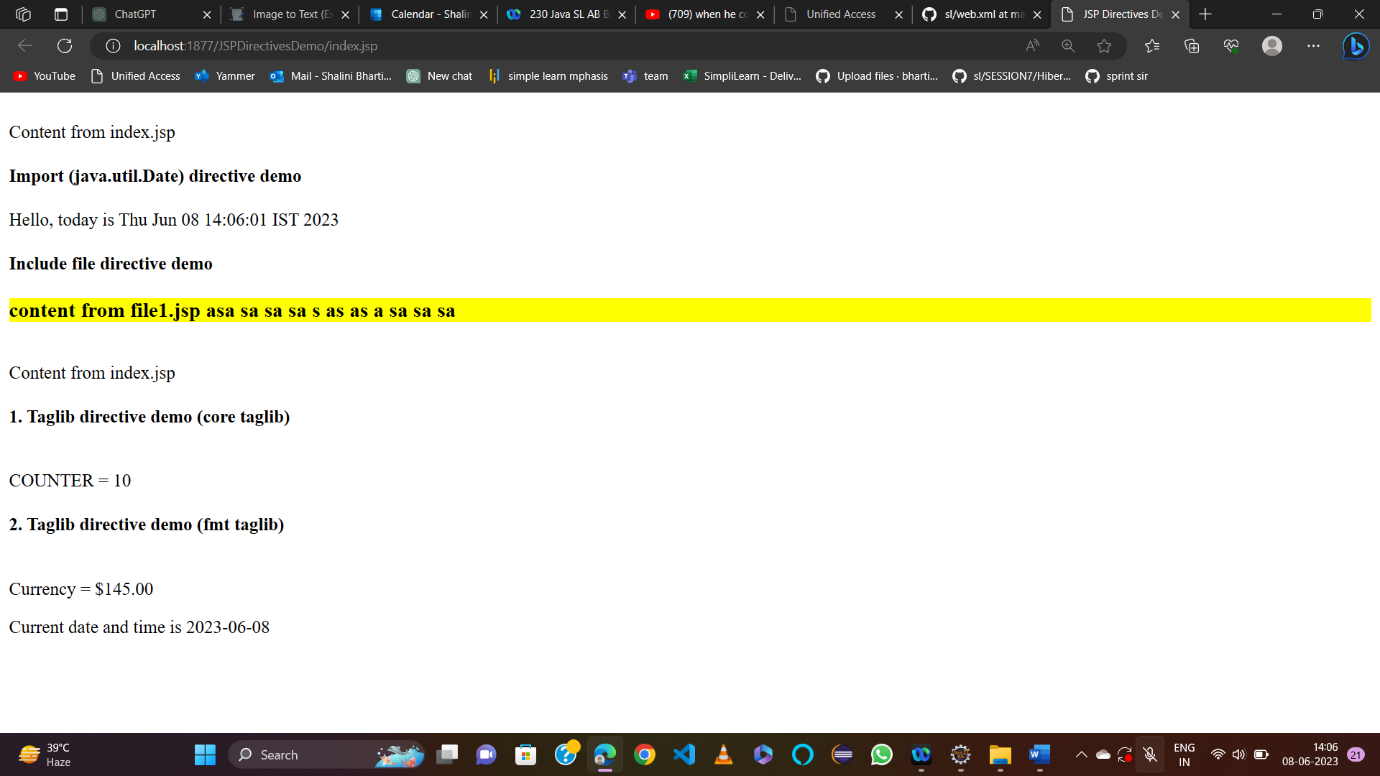 ChatGPT
Image to Text (Ex
Calendar - Shalin
230 Java SL AB B
(709) when he co
Unified Access
sl/web.xml at ma
JSP Directives De
localhost:1877/JSPDirectivesDemo/index.jsp
YouTube
Unified Access
Yammer
Mail - Shalini Bharti...
New chat
simple learn mphasis
team
SimpliLearn - Deliv...
Upload files · bharti...
sl/SESSION7/Hiber...
sprint sir
Content from index.jsp
Import (java.util.Date) directive demo
Hello, today is Thu Jun 08 14:06:01 IST 2023
Include file directive demo
content from file1.jsp asa sa sa sa s as as a sa sa sa
Content from index.jsp
1. Taglib directive demo (core taglib)
COUNTER = 10
2. Taglib directive demo (fmt taglib)
Currency = $145.00
Current date and time is 2023-06-08
39°C
Haze
Search
ENG
IN
14:06
08-06-2023
21